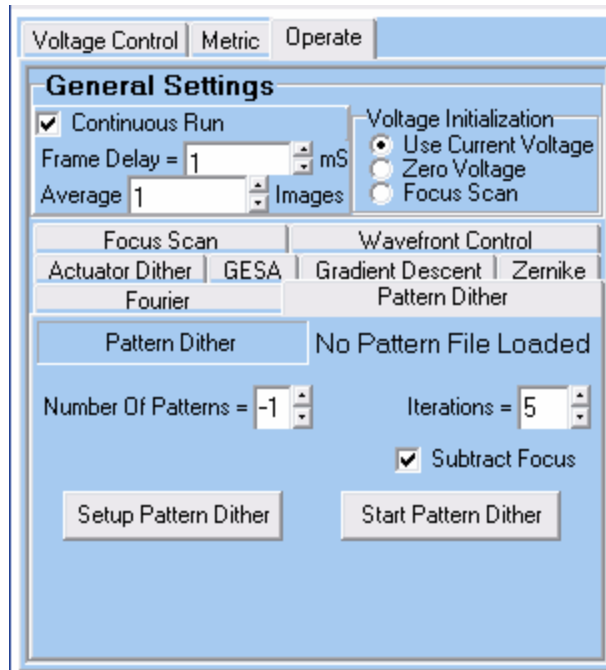 Voltage Control Metric Operate
General Settings
Continuous Run
Frame Delay = 1 mS
Average 1 Images
Voltage Initialization
Use Current Voltage
Zero Voltage
Focus Scan
Focus Scan Wavefront Control
Actuator Dither GESA Gradient Descent Zernike
Fourier Pattern Dither
Pattern Dither No Pattern File Loaded
Number Of Patterns = -1 Iterations = 5
Subtract Focus
Setup Pattern Dither Start Pattern Dither